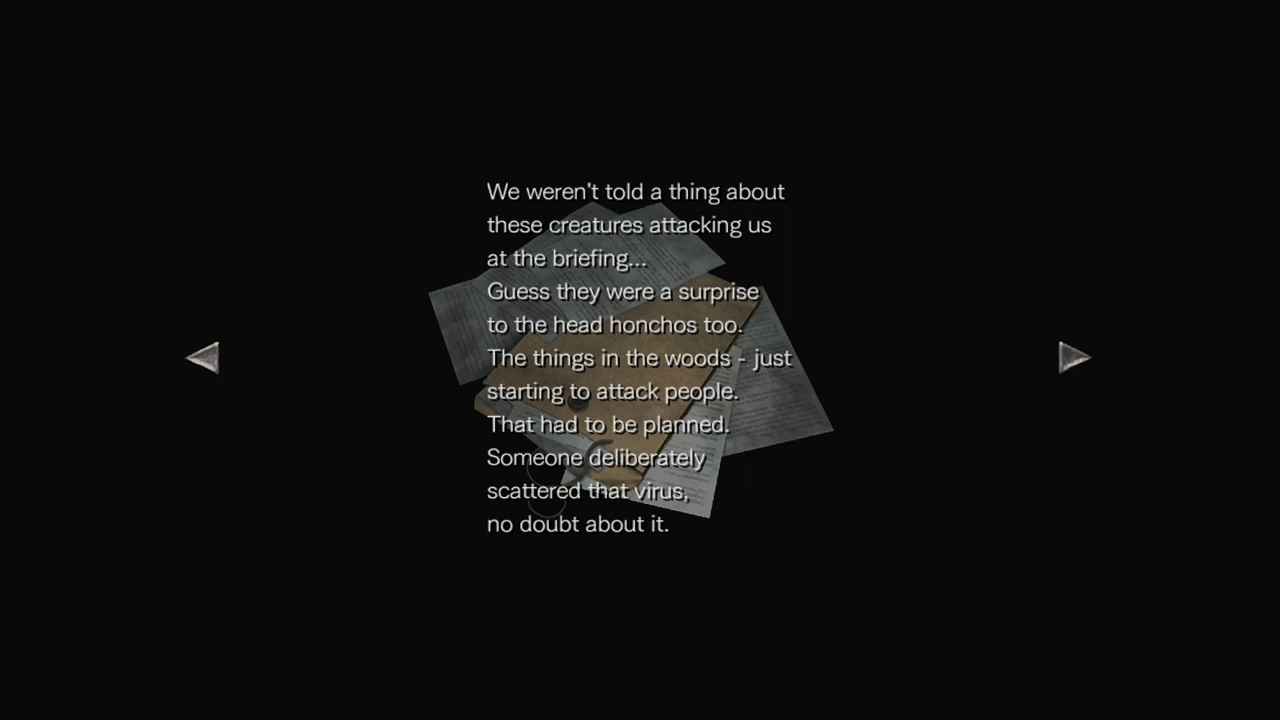 We weren't told a thing about
these creatures attacking us
at the briefing...
Guess they were a surprise
to the head honchos too.
The things in the woods - just
starting to attack people.
That had to be planned.
Someone deliberately
scattered that virus,
no doubt about it.